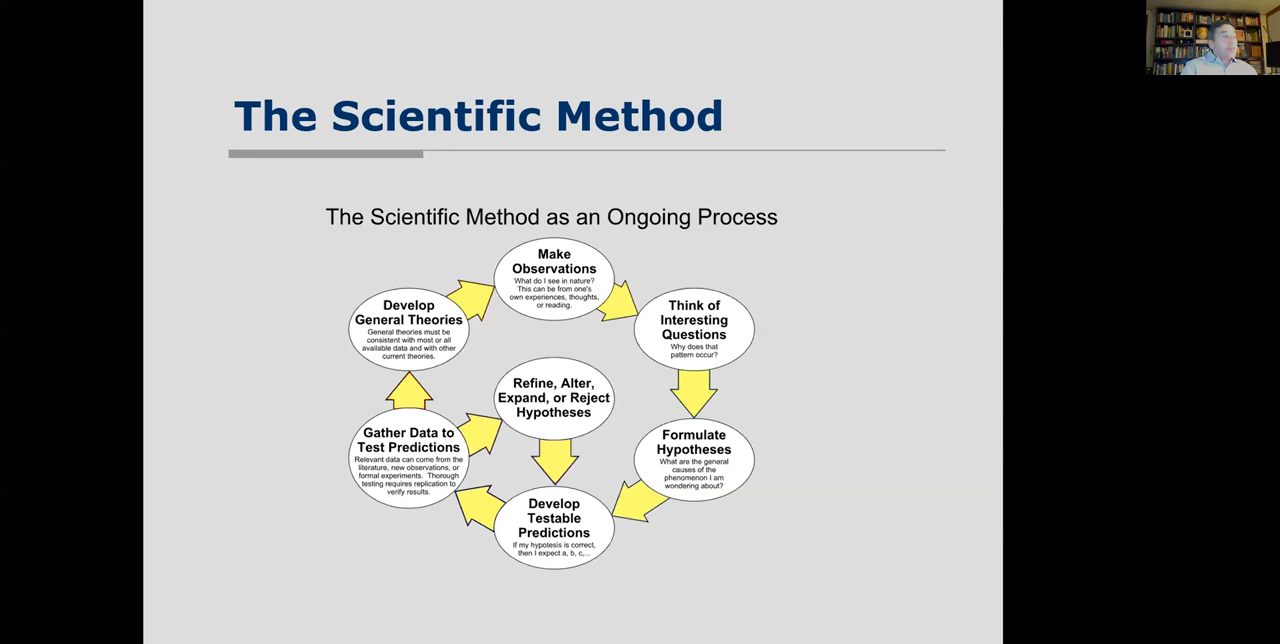 The Scientific Method
The Scientific Method as an Ongoing Process
Make
Observations
What do I see in nature?
This can be from one's
own experiences, thoughts,
or reading.
Think of
Interesting
Questions
Why does that
pattern occur?
Formulate
Hypotheses
What are the general
causes of the
phenomenon I am
wondering about?
Develop
Testable
Predictions
If my hypotesis is correct,
then I expect a, b, c,...
Gather Data to
Test Predictions
Relevant data can come from the
literature, new observations, or
formal experiments. Thorough
testing requires replication to
verify results.
Refine, Alter,
Expand, or Reject
Hypotheses
Develop
General Theories
General theories must be
consistent with most or all
available data and with other
current theories.